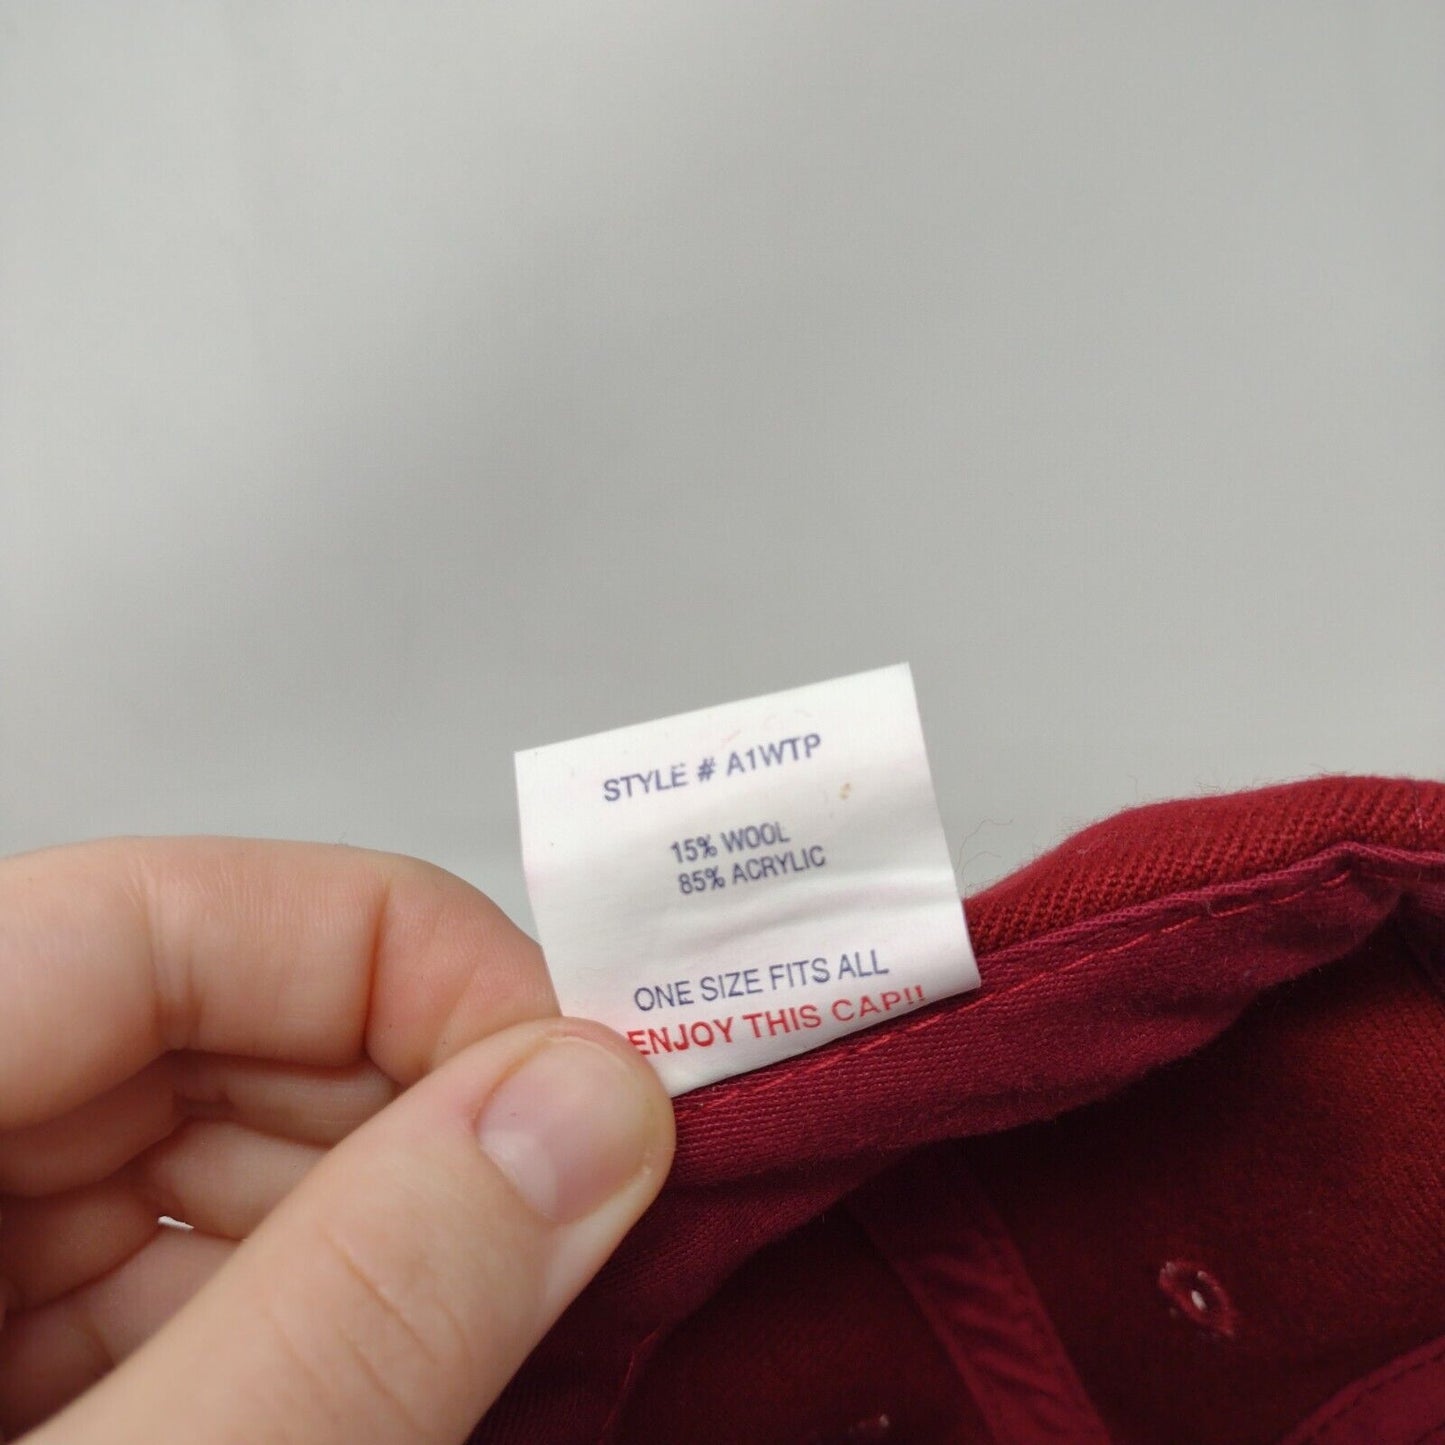 STYLE # A1WTP
15% WOOL
85% ACRYLIC
ONE SIZE FITS ALL
ENJOY THIS CAP!!